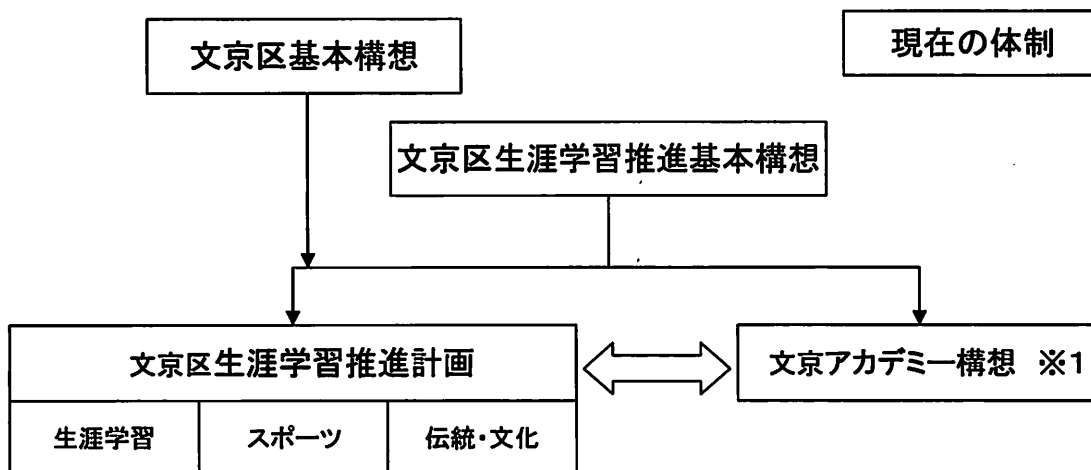 文京区基本構想
現在の体制
文京区生涯学習推進基本構想
文京区生涯学習推進計画
文京アカデミー構想 ※1
生涯学習
スポーツ
伝統・文化